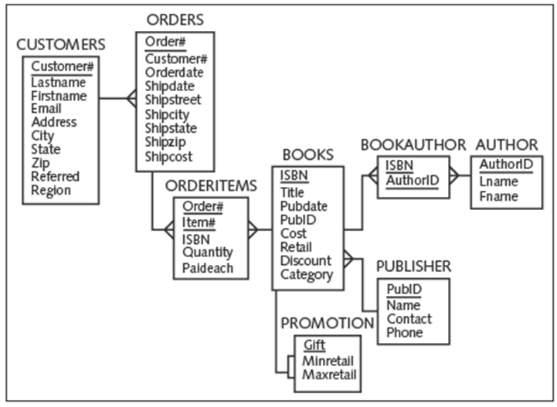 CUSTOMERS
Customer#
Lastname
Firstname
Email
Address
City
State
Zip
Referred
Region
ORDERS
Order#
Customer#
Orderdate
Shipdate
Shipstreet
Shipcity
Shipstate
Shipzip
Shipcost
ORDERITEMS
Order#
Item#
ISBN
Quantity
Paideach
BOOKS
ISBN
Title
Pubdate
PubID
Cost
Retail
Discount
Category
BOOKAUTHOR
ISBN
AuthorID
AUTHOR
AuthorID
Lname
Fname
PUBLISHER
PubID
Name
Contact
Phone
PROMOTION
Gift
Minretail
Maxretail